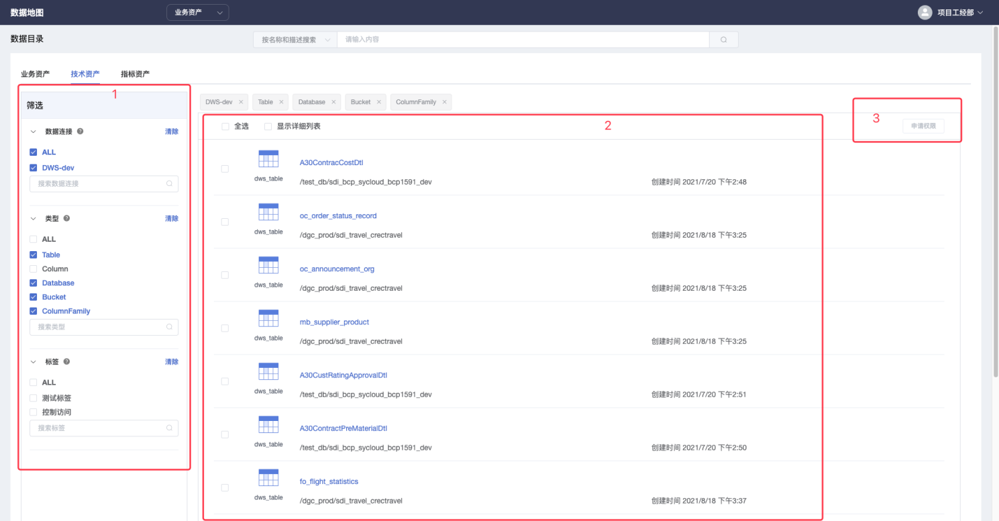 数据地图
业务资产
项目工经部
数据目录
按名称和描述搜索
请输入内容
业务资产
技术资产
指标资产
1
筛选
数据连接
清除
ALL
DWS-dev
搜索数据连接
类型
清除
ALL
Table
Column
Database
Bucket
ColumnFamily
搜索类型
标签
清除
ALL
测试标签
控制访问
搜索标签
DWS-dev
Table
Database
Bucket
ColumnFamily
全选
显示详细列表
2
3
申请权限
dws_table
A30ContracCostDtl
/test_db/sdi_bcp_sycloud_bcp1591_dev
创建时间 2021/7/20 下午2:48
dws_table
oc_order_status_record
/dgc_prod/sdi_travel_crectravel
创建时间 2021/8/18 下午3:25
dws_table
oc_announcement_org
/dgc_prod/sdi_travel_crectravel
创建时间 2021/8/18 下午3:25
dws_table
mb_supplier_product
/dgc_prod/sdi_travel_crectravel
创建时间 2021/8/18 下午3:25
dws_table
A30CustRatingApprovalDtl
/test_db/sdi_bcp_sycloud_bcp1591_dev
创建时间 2021/7/20 下午2:51
dws_table
A30ContractPreMaterialDtl
/test_db/sdi_bcp_sycloud_bcp1591_dev
创建时间 2021/7/20 下午2:50
dws_table
fo_flight_statistics
/dgc_prod/sdi_travel_crectravel
创建时间 2021/8/18 下午3:37